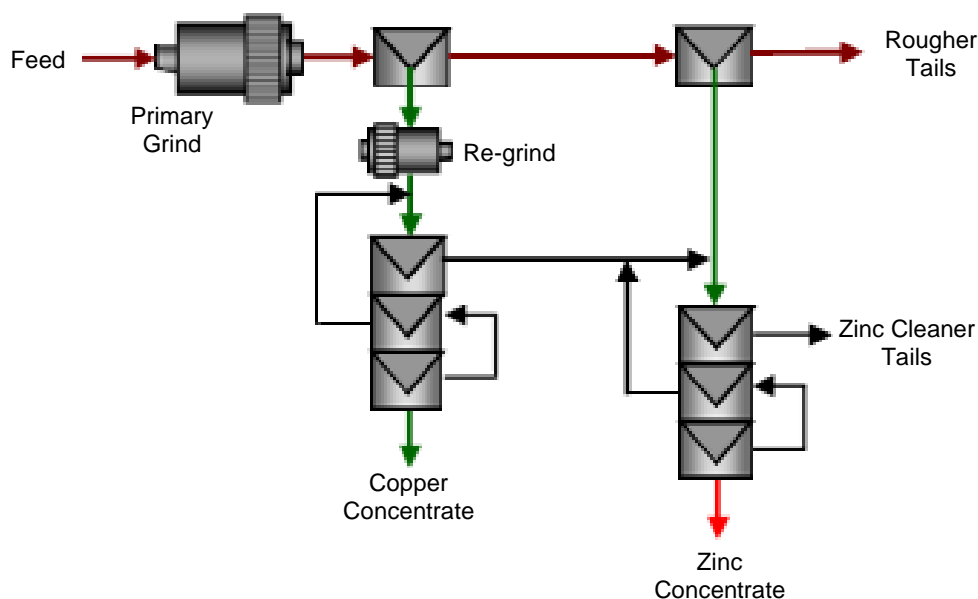 Feed
Primary
Grind
Rougher
Tails
Re-grind
Zinc Cleaner
Tails
Copper
Concentrate
Zinc
Concentrate